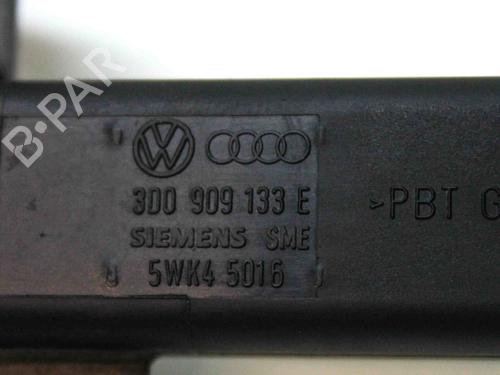 B-PAR
3D0 909 133 E
SIEMENS SME
5WK4 5016
>PBT G